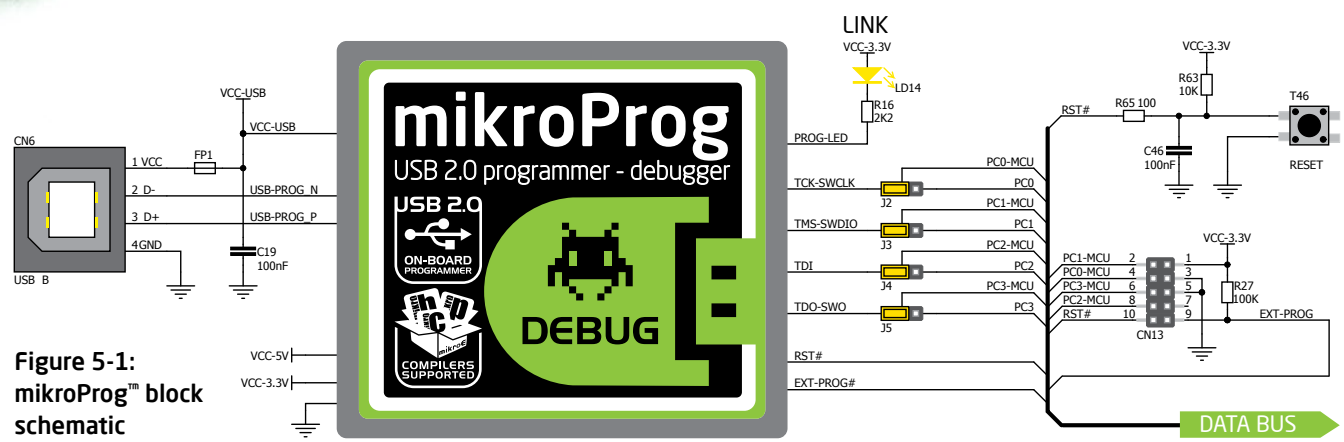 LINK
VCC-3.3V
LD14
R16
2K2
PROG-LED
VCC-USB
VCC-USB
CN6
1 VCC
FP1
2 D-
USB-PROG_N
3 D+
USB-PROG_P
4 GND
C19
100nF
USB B
mikroProg
USB 2.0 programmer - debugger
USB 2.0
ON-BOARD
PROGRAMMER
COMPILERS
SUPPORTED
mikroE
DEBUG
VCC-5V
VCC-3.3V
TCK-SWCLK
J2
PC0-MCU
PC0
TMS-SWDIO
J3
PC1-MCU
PC1
TDI
J4
PC2-MCU
PC2
TDO-SWO
J5
PC3-MCU
PC3
RST#
EXT-PROG#
VCC-3.3V
R63
10K
RST#
R65 100
C46
100nF
T46
RESET
VCC-3.3V
PC1-MCU 2 1
PC0-MCU 4 3
PC3-MCU 6 5
PC2-MCU 8 7
RST# 10 9
R27
100K
EXT-PROG
CN13
DATA BUS
Figure 5-1:
mikroProg™ block
schematic